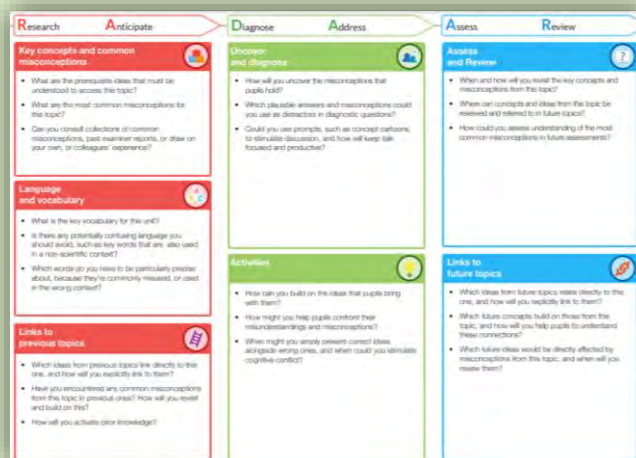 Research Anticipate
Diagnose Address
Assess Review
Key concepts and common
misconceptions
• What are the prerequisite ideas that must be
understood to access this topic?
• What are the most common misconceptions for
this topic?
• Can you consult collections of common
misconceptions, past examiner reports, or draw on
your own, or colleagues' experience?
Language
and vocabulary
• What is the key vocabulary for this unit?
• Is there any potentially confusing language you
should avoid, such as key words that are also used
in a non-scientific context?
• Which words do you have to be particularly precise
about, because they're commonly misused, or used
in the wrong context?
Links to
previous topics
• Which ideas from previous topics link directly to this
one, and how will you explicitly link to them?
• Have you encountered any common misconceptions
from this topic in previous ones? How will you revisit
and build on this?
• How will you activate prior knowledge?
Uncover
and diagnose
• How will you uncover the misconceptions that
pupils hold?
• Which plausible answers and misconceptions could
you use as distractors in diagnostic questions?
• Could you use prompts, such as concept cartoons,
to stimulate discussion, and how will keep talk
focused and productive?
Activities
• How can you build on the ideas that pupils bring
with them?
• How might you help pupils confront their
misunderstandings and misconceptions?
• When might you simply present correct ideas
alongside wrong ones, and when could you stimulate
cognitive conflict?
Assess
and Review
?
• When and how will you revisit the key concepts and
misconceptions from this topic?
• Where can concepts and ideas from this topic be
reviewed and referred to in future topics?
• How could you assess understanding of the most
common misconceptions in future assessments?
Links to
future topics
• Which ideas from future topics relate directly to this
one, and how will you explicitly link to them?
• Which future concepts build on those from this
topic, and how will you help pupils to understand
these connections?
• Which future ideas would be directly affected by
misconceptions from this topic, and when will you
review them?